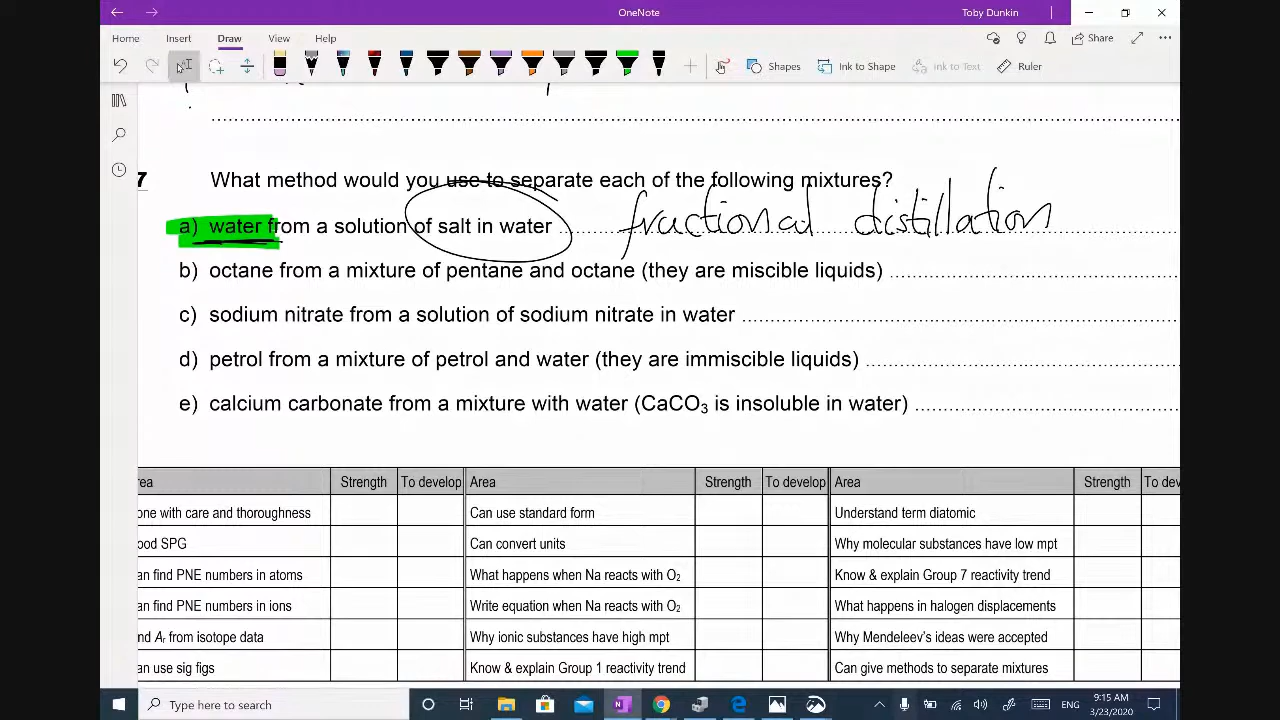 OneNote
Toby Dunkin
Home Insert Draw View Help
Share
Shapes Ink to Shape Ink to Text Ruler
7 What method would you use to separate each of the following mixtures?
a) water from a solution of salt in water fractional distillation
b) octane from a mixture of pentane and octane (they are miscible liquids)
c) sodium nitrate from a solution of sodium nitrate in water
d) petrol from a mixture of petrol and water (they are immiscible liquids)
e) calcium carbonate from a mixture with water (CaCO₃ is insoluble in water)
rea Strength To develop Area Strength To develop Area Strength To dev
one with care and thoroughness Can use standard form Understand term diatomic
ood SPG Can convert units Why molecular substances have low mpt
an find PNE numbers in atoms What happens when Na reacts with O₂ Know & explain Group 7 reactivity trend
an find PNE numbers in ions Write equation when Na reacts with O₂ What happens in halogen displacements
nd Aᵣ from isotope data Why ionic substances have high mpt Why Mendeleev's ideas were accepted
an use sig figs Know & explain Group 1 reactivity trend Can give methods to separate mixtures
Type here to search
ENG
9:15 AM
3/23/2020